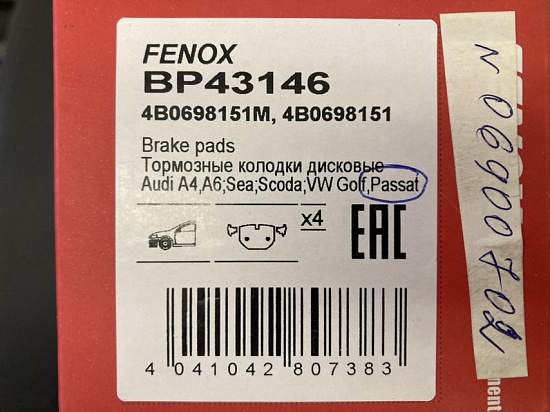 FENOX
BP43146
4B0698151M, 4B0698151
Brake pads
Тормозные колодки дисковые
Audi A4,A6;Sea;Scoda;VW Golf,Passat
x4
EAC
4 041042 807383